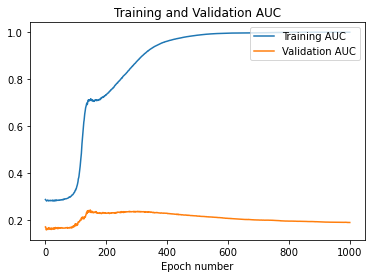 Training and Validation AUC
1.0
0.8
0.6
0.4
0.2
Training AUC
Validation AUC
0 200 400 600 800 1000
Epoch number